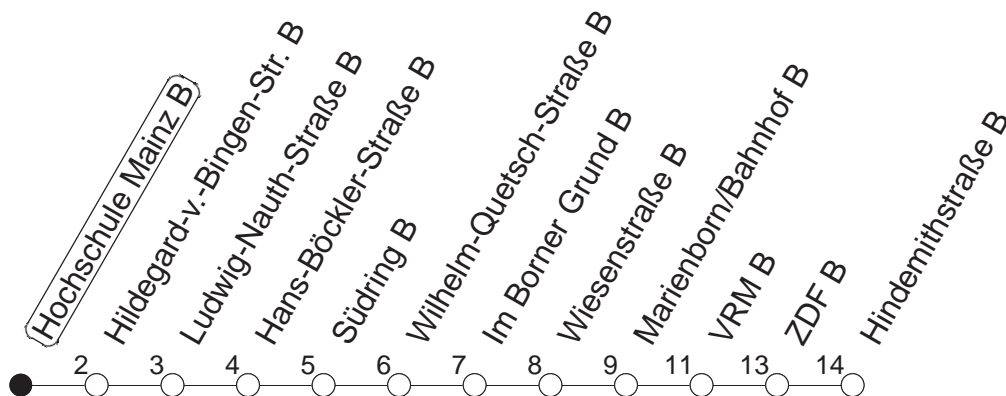 Hochschule Mainz B
Hildegard-v.-Bingen-Str. B
Ludwig-Nauth-Straße B
Hans-Böckler-Straße B
Südring B
Wilhelm-Quetsch-Straße B
Im Borner Grund B
Wiesenstraße B
Marienborn/Bahnhof B
VRM B
ZDF B
Hindemithstraße B
2 3 4 5 6 7 8 9 11 13 14